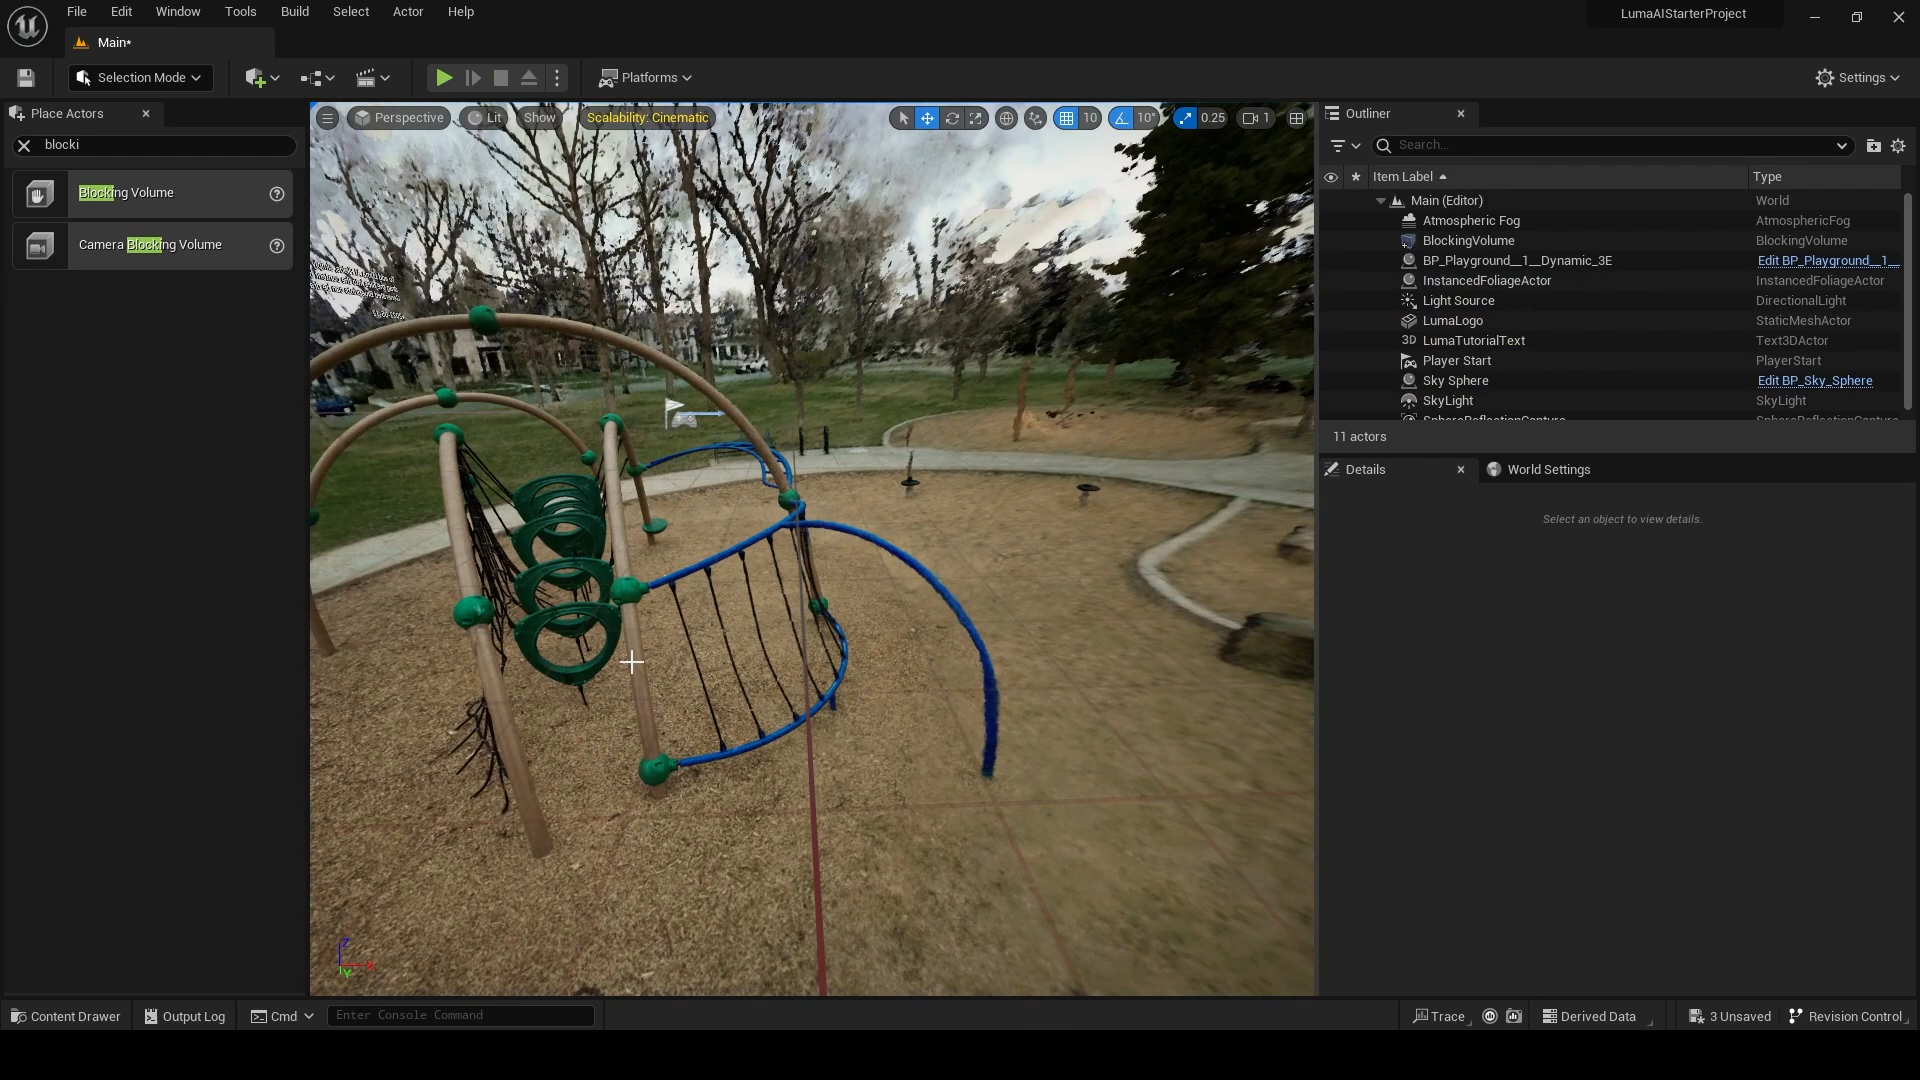 File Edit Window Tools Build Select Actor Help
LumaAIStarterProject
Main*
Selection Mode
Platforms
Settings
Place Actors
blocki
Blocking Volume
Camera Blocking Volume
Perspective
Lit
Show
Scalability: Cinematic
10
10°
0.25
1
Outliner
Search...
Item Label
Type
Main (Editor) World
Atmospheric Fog AtmosphericFog
BlockingVolume BlockingVolume
BP_Playground__1__Dynamic_3E Edit BP_Playground__1__
InstancedFoliageActor InstancedFoliageActor
Light Source DirectionalLight
LumaLogo StaticMeshActor
3D LumaTutorialText Text3DActor
Player Start PlayerStart
Sky Sphere Edit BP_Sky_Sphere
SkyLight SkyLight
11 actors
Details
World Settings
Select an object to view details.
Z
X
Y
Content Drawer
Output Log
Cmd
Enter Console Command
Trace
Derived Data
3 Unsaved
Revision Control